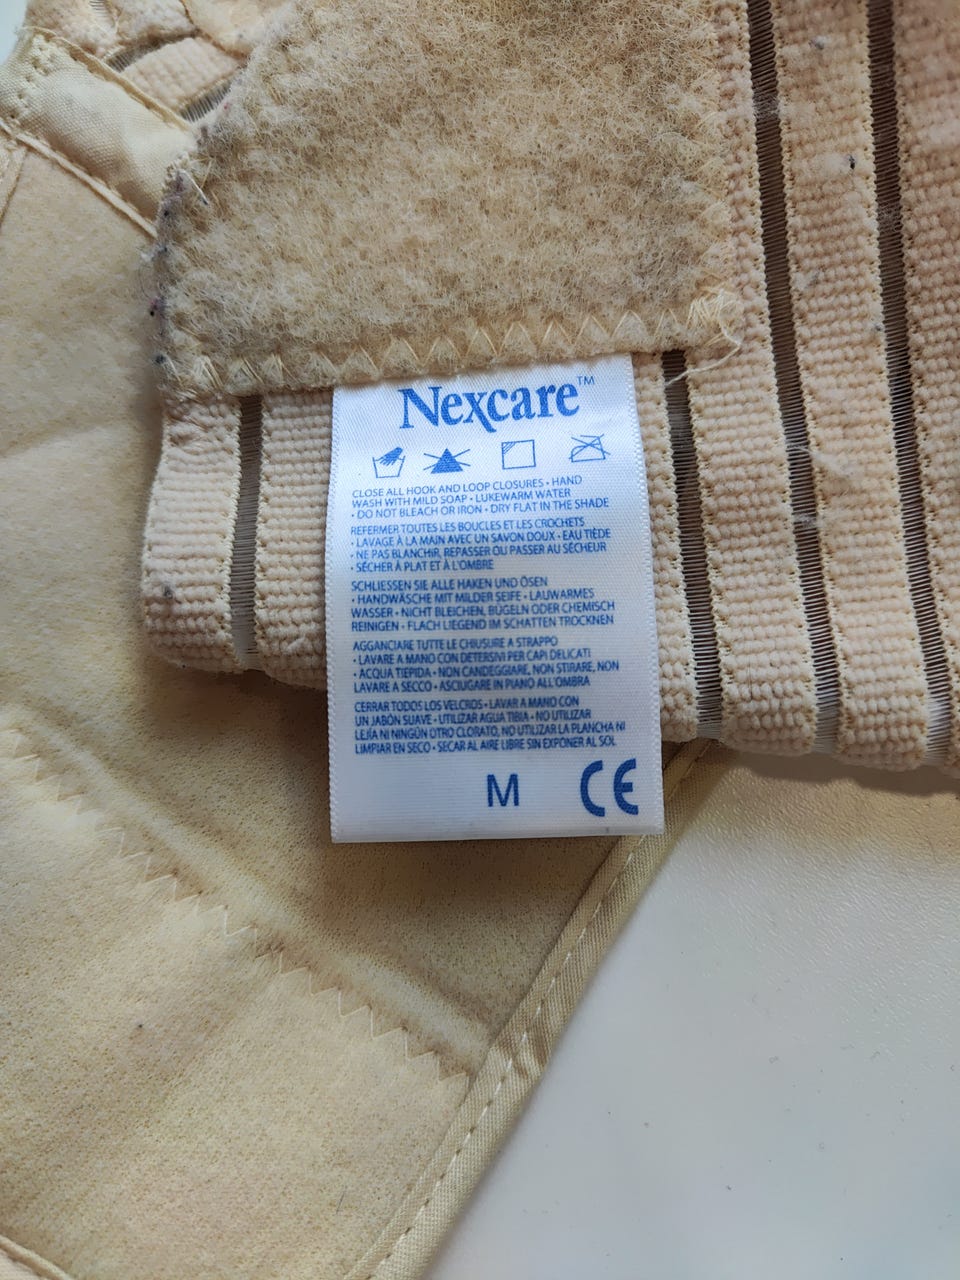 Nexcare™
CLOSE ALL HOOK AND LOOP CLOSURES • HAND
WASH WITH MILD SOAP • LUKEWARM WATER
• DO NOT BLEACH OR IRON • DRY FLAT IN THE SHADE
REFERMER TOUTES LES BOUCLES ET LES CROCHETS
• LAVAGE À LA MAIN AVEC UN SAVON DOUX • EAU TIÈDE
• NE PAS BLANCHIR, REPASSER OU PASSER AU SÉCHEUR
• SÉCHER À PLAT ET À L'OMBRE
SCHLIESSEN SIE ALLE HAKEN UND ÖSEN
• HANDWÄSCHE MIT MILDER SEIFE • LAUWARMES
WASSER • NICHT BLEICHEN, BÜGELN ODER CHEMISCH
REINIGEN • FLACH LIEGEND IM SCHATTEN TROCKNEN
AGGANCIARE TUTTE LE CHIUSURE A STRAPPO
• LAVARE A MANO CON DETERSIVI PER CAPI DELICATI
• ACQUA TIEPIDA • NON CANDEGGIARE, NON STIRARE, NON
LAVARE A SECCO • ASCIUGARE IN PIANO ALL'OMBRA
CERRAR TODOS LOS VELCROS • LAVAR A MANO CON
UN JABÓN SUAVE • UTILIZAR AGUA TIBIA • NO UTILIZAR
LEJÍA NI NINGÚN OTRO CLORATO, NO UTILIZAR LA PLANCHA NI
LIMPIAR EN SECO • SECAR AL AIRE LIBRE SIN EXPONER AL SOL
M CE